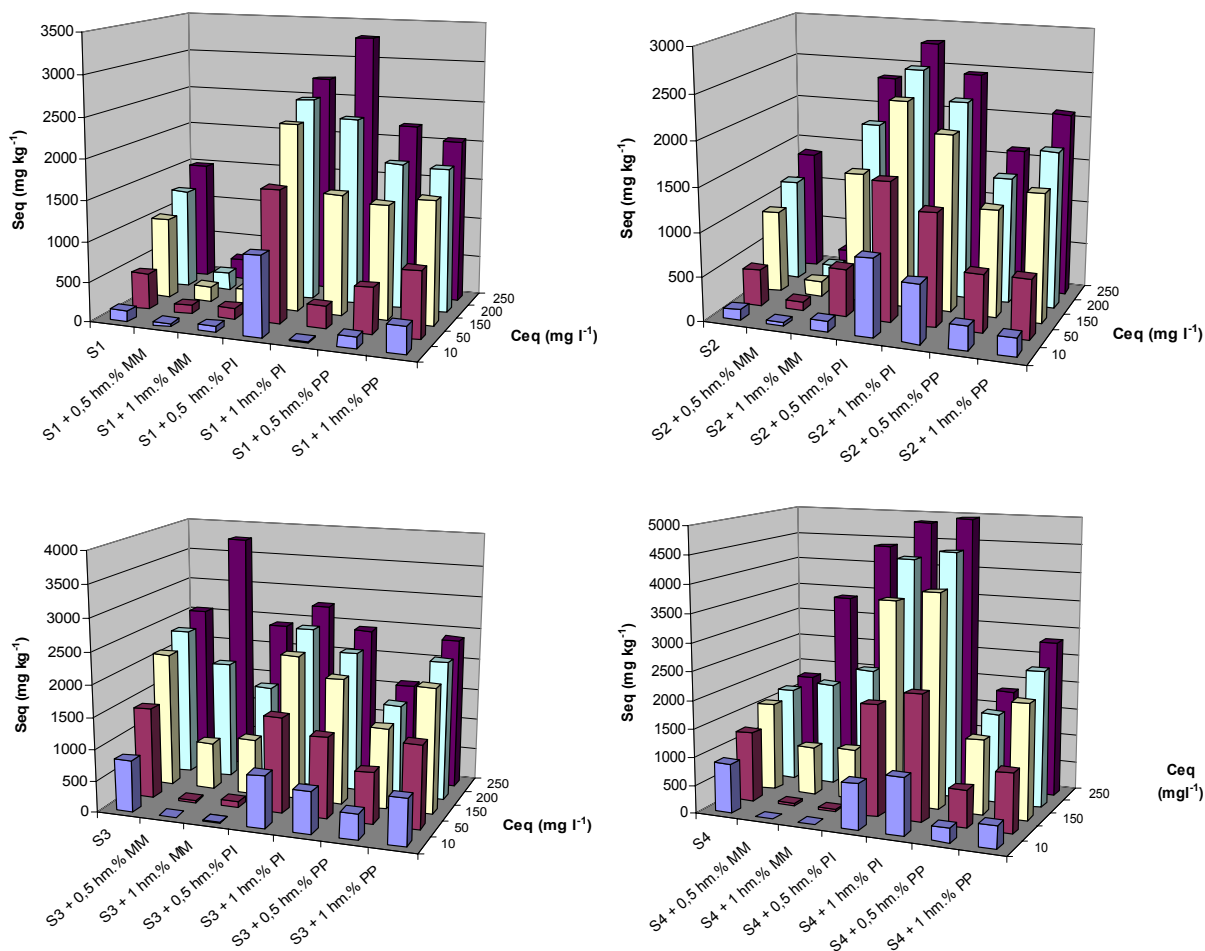 3500
3000
2500
2000
1500
1000
500
0
Seq (mg kg-1)
S1
S1 + 0,5 hm.% MM
S1 + 1 hm.% MM
S1 + 0,5 hm.% PI
S1 + 1 hm.% PI
S1 + 0,5 hm.% PP
S1 + 1 hm.% PP
10
50
150
200
250
Ceq (mg l-1)
3000
2500
2000
1500
1000
500
0
Seq (mg kg-1)
S2
S2 + 0,5 hm.% MM
S2 + 1 hm.% MM
S2 + 0,5 hm.% PI
S2 + 1 hm.% PI
S2 + 0,5 hm.% PP
S2 + 1 hm.% PP
10
50
150
200
250
Ceq (mg l-1)
4000
3500
3000
2500
2000
1500
1000
500
0
Seq (mg kg-1)
S3
S3 + 0,5 hm.% MM
S3 + 1 hm.% MM
S3 + 0,5 hm.% PI
S3 + 1 hm.% PI
S3 + 0,5 hm.% PP
S3 + 1 hm.% PP
10
50
150
200
250
Ceq (mg l-1)
5000
4500
4000
3500
3000
2500
2000
1500
1000
500
0
Seq (mg kg-1)
S4
S4 + 0,5 hm.% MM
S4 + 1 hm.% MM
S4 + 0,5 hm.% PI
S4 + 1 hm.% PI
S4 + 0,5 hm.% PP
S4 + 1 hm.% PP
10
150
250
Ceq
(mgl-1)